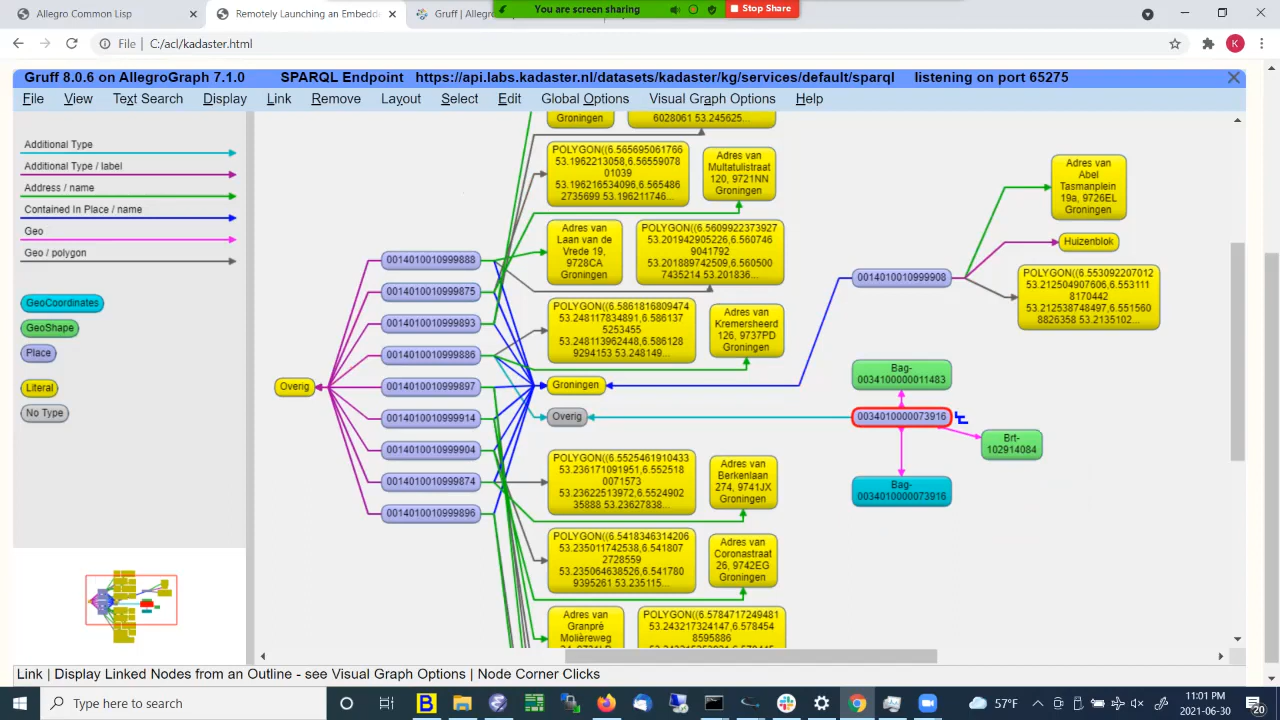 Allegro Common Lisp
Remotely Launching an Embedd
Gruff | Allegro
You are screen sharing
Stop Share
File | C:/acl/kadaster.html
K
Gruff 8.0.6 on AllegroGraph 7.1.0 SPARQL Endpoint https://api.labs.kadaster.nl/datasets/kadaster/kg/services/default/sparql listening on port 65275
File View Text Search Display Link Remove Layout Select Edit Global Options Visual Graph Options Help
Additional Type
Additional Type / label
Address / name
Contained In Place / name
Geo
Geo / polygon
GeoCoordinates
GeoShape
Place
Literal
No Type
Overig
0014010010999888
0014010010999875
0014010010999893
0014010010999886
0014010010999897
0014010010999914
0014010010999904
0014010010999874
0014010010999896
Groningen
6028061 53.245625...
POLYGON((6.565695061766
53.1962213058,6.56559078
01039
53.196216534096,6.565486
2735699 53.196211746...
Adres van
Multatulistraat
120, 9721NN
Groningen
Adres van
Laan van de
Vrede 19,
9728CA
Groningen
POLYGON((6.5609922373927
53.201942905226,6.560746
9041792
53.201889742509,6.560500
7435214 53.201836...
POLYGON((6.5861816809474
53.248117834891,6.586137
5253455
53.248113962448,6.586128
9294153 53.248149...
Adres van
Kremersheerd
126, 9737PD
Groningen
Groningen
Overig
POLYGON((6.5525461910433
53.236171091951,6.552518
0071573
53.23622513972,6.5524902
35888 53.23627838...
Adres van
Berkenlaan
274, 9741JX
Groningen
POLYGON((6.5418346314206
53.235011742538,6.541807
2728559
53.235064638526,6.541780
9395261 53.235115...
Adres van
Coronastraat
26, 9742EG
Groningen
Adres van
Granpré
Molièreweg
POLYGON((6.5784717249481
53.243217324147,6.578454
8595886
0014010010999908
Adres van
Abel
Tasmanplein
19a, 9726EL
Groningen
Huizenblok
POLYGON((6.553092207012
53.212504907606,6.553111
8170442
53.212538748497,6.551560
8826358 53.2135102...
Bag-
0034100000011483
0034010000073916
Brt-
102914084
Bag-
0034010000073916
Link | Display Linked Nodes from an Outline - see Visual Graph Options | Node Corner Clicks
Type here to search
B
57°F
11:01 PM
2021-06-30
20